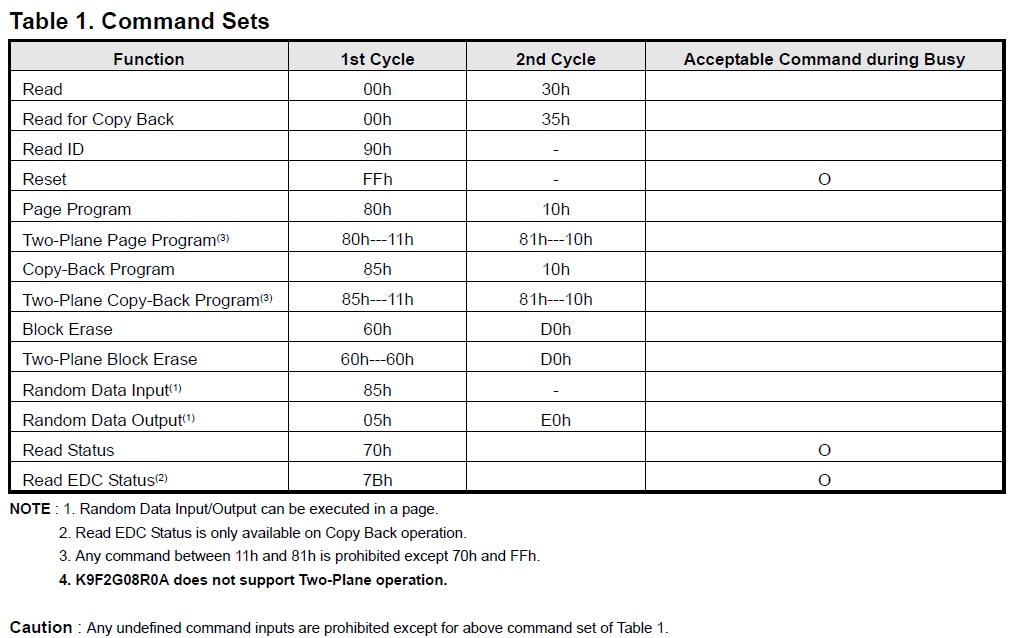 Table 1. Command Sets
Function 1st Cycle 2nd Cycle Acceptable Command during Busy
Read 00h 30h
Read for Copy Back 00h 35h
Read ID 90h -
Reset FFh - O
Page Program 80h 10h
Two-Plane Page Program(3) 80h---11h 81h---10h
Copy-Back Program 85h 10h
Two-Plane Copy-Back Program(3) 85h---11h 81h---10h
Block Erase 60h D0h
Two-Plane Block Erase 60h---60h D0h
Random Data Input(1) 85h -
Random Data Output(1) 05h E0h
Read Status 70h O
Read EDC Status(2) 7Bh O
NOTE : 1. Random Data Input/Output can be executed in a page.
2. Read EDC Status is only available on Copy Back operation.
3. Any command between 11h and 81h is prohibited except 70h and FFh.
4. K9F2G08R0A does not support Two-Plane operation.
Caution : Any undefined command inputs are prohibited except for above command set of Table 1.